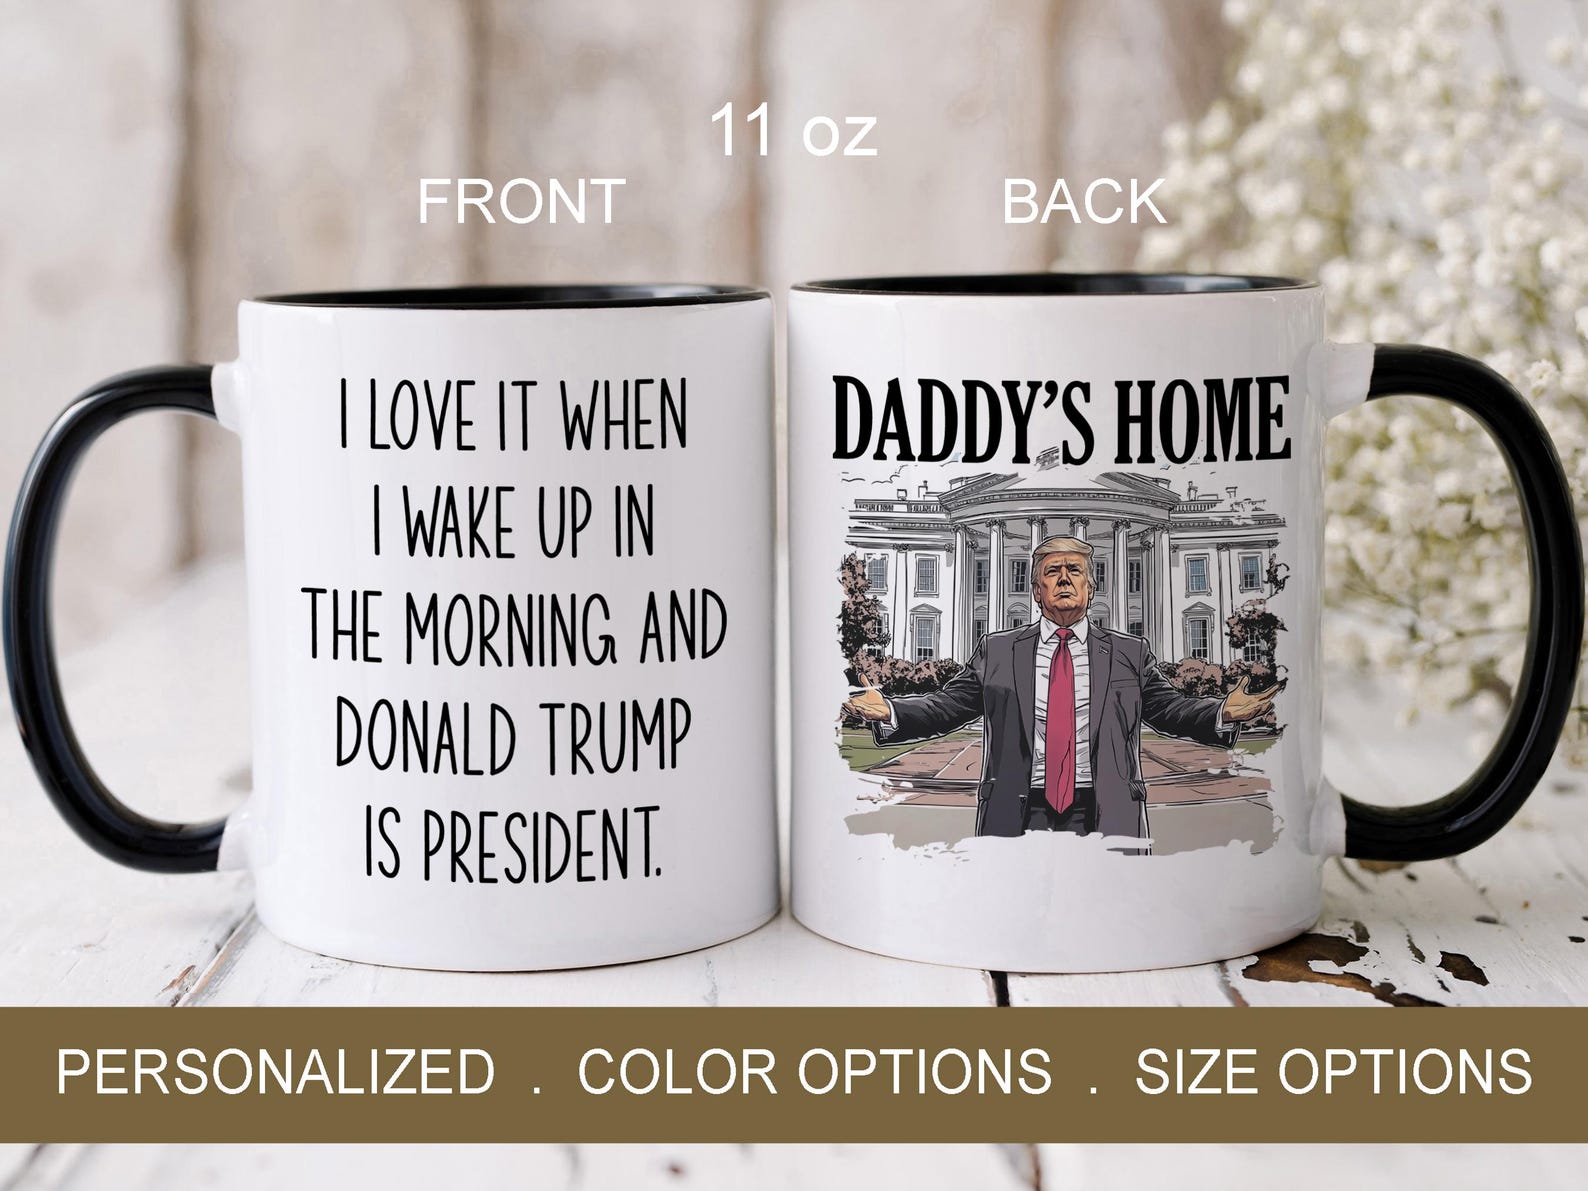 11 oz
FRONT
BACK
I LOVE IT WHEN
I WAKE UP IN
THE MORNING AND
DONALD TRUMP
IS PRESIDENT.
DADDY'S HOME
PERSONALIZED . COLOR OPTIONS . SIZE OPTIONS